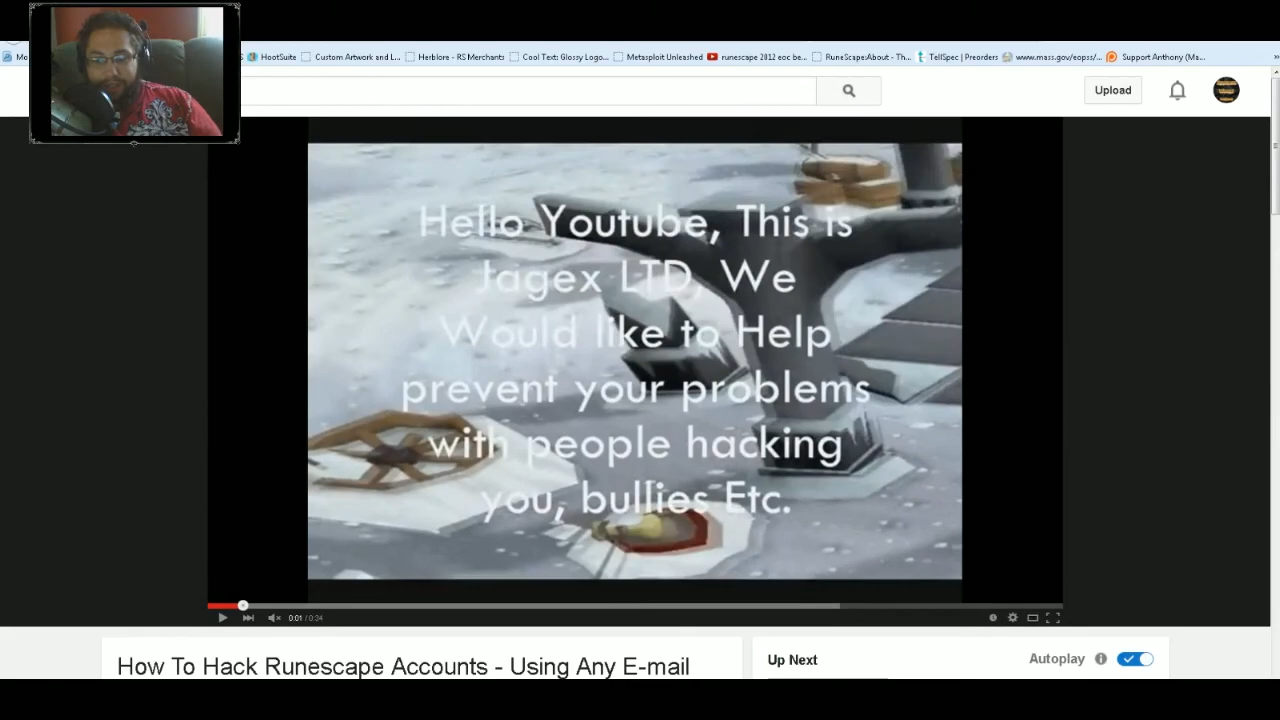 Mo
S
HootSuite
Custom Artwork and L...
Herblore - RS Merchants
Cool Text: Glossy Logo...
Metasploit Unleashed
runescape 2012 eoc be...
RuneScape:About - Th...
TellSpec | Preorders
www.mass.gov/eopss/...
Support Anthony (Ma...
»
Upload
Hello Youtube, This is
Jagex LTD, We
Would like to Help
prevent your problems
with people hacking
you, bullies Etc.
0:01 / 0:34
How To Hack Runescape Accounts - Using Any E-mail
Up Next
Autoplay